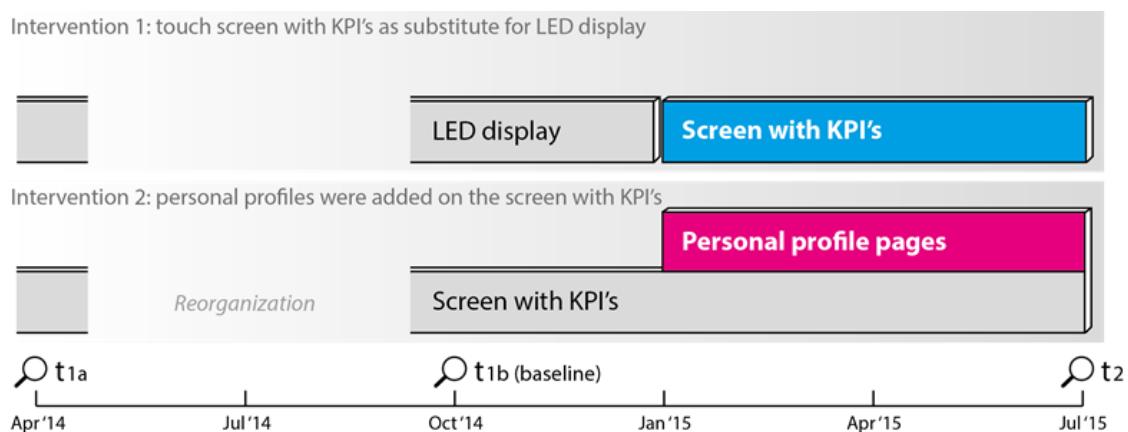 Intervention 1: touch screen with KPI's as substitute for LED display
LED display
Screen with KPI's
Intervention 2: personal profiles were added on the screen with KPI's
Personal profile pages
Reorganization
Screen with KPI's
t1a
t1b (baseline)
t2
Apr '14
Jul '14
Oct '14
Jan '15
Apr '15
Jul '15